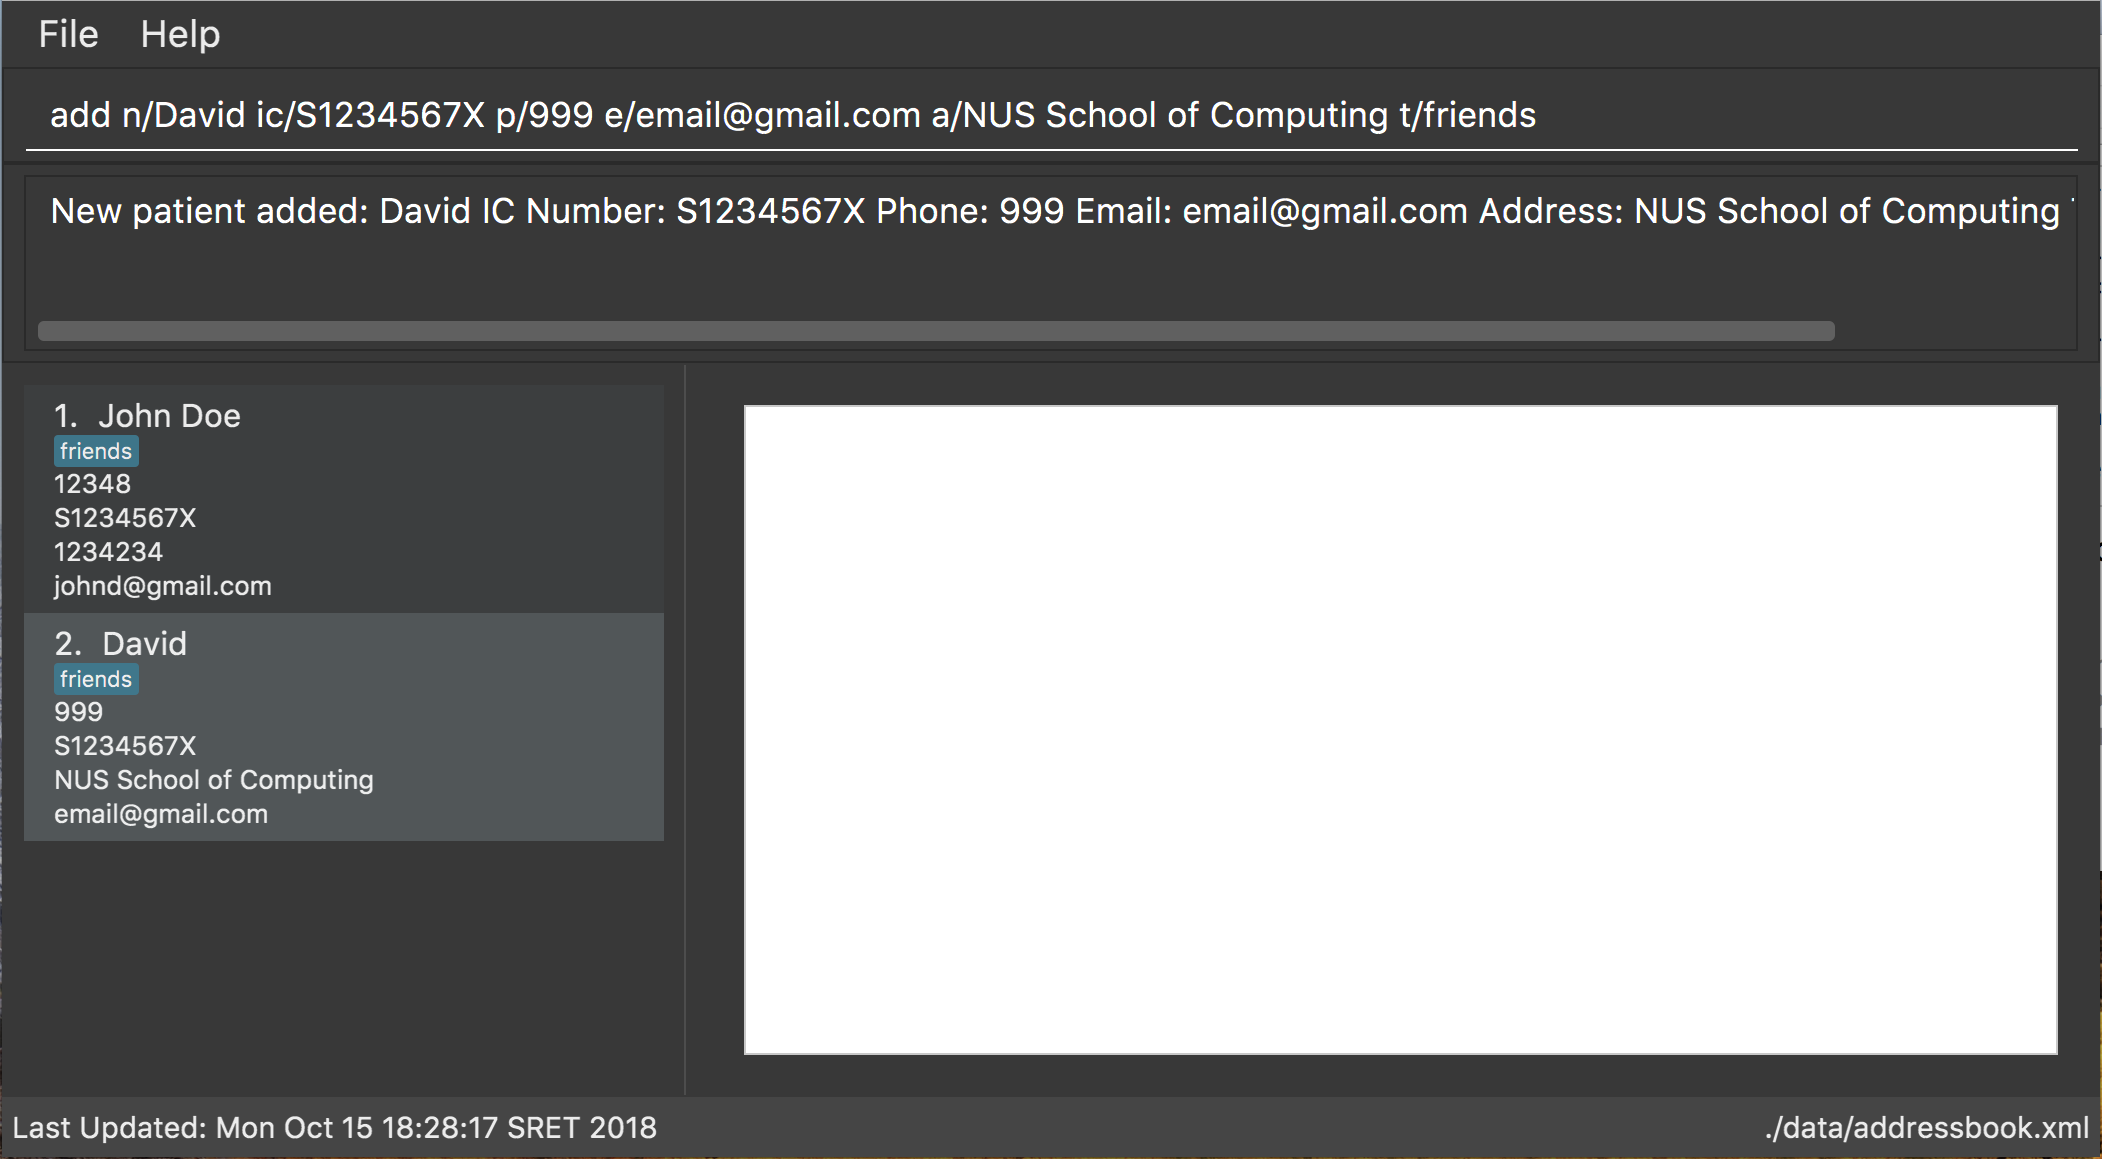 File Help
add n/David ic/S1234567X p/999 e/email@gmail.com a/NUS School of Computing t/friends
New patient added: David IC Number: S1234567X Phone: 999 Email: email@gmail.com Address: NUS School of Computing
1. John Doe
friends
12348
S1234567X
1234234
johnd@gmail.com
2. David
friends
999
S1234567X
NUS School of Computing
email@gmail.com
Last Updated: Mon Oct 15 18:28:17 SRET 2018
./data/addressbook.xml